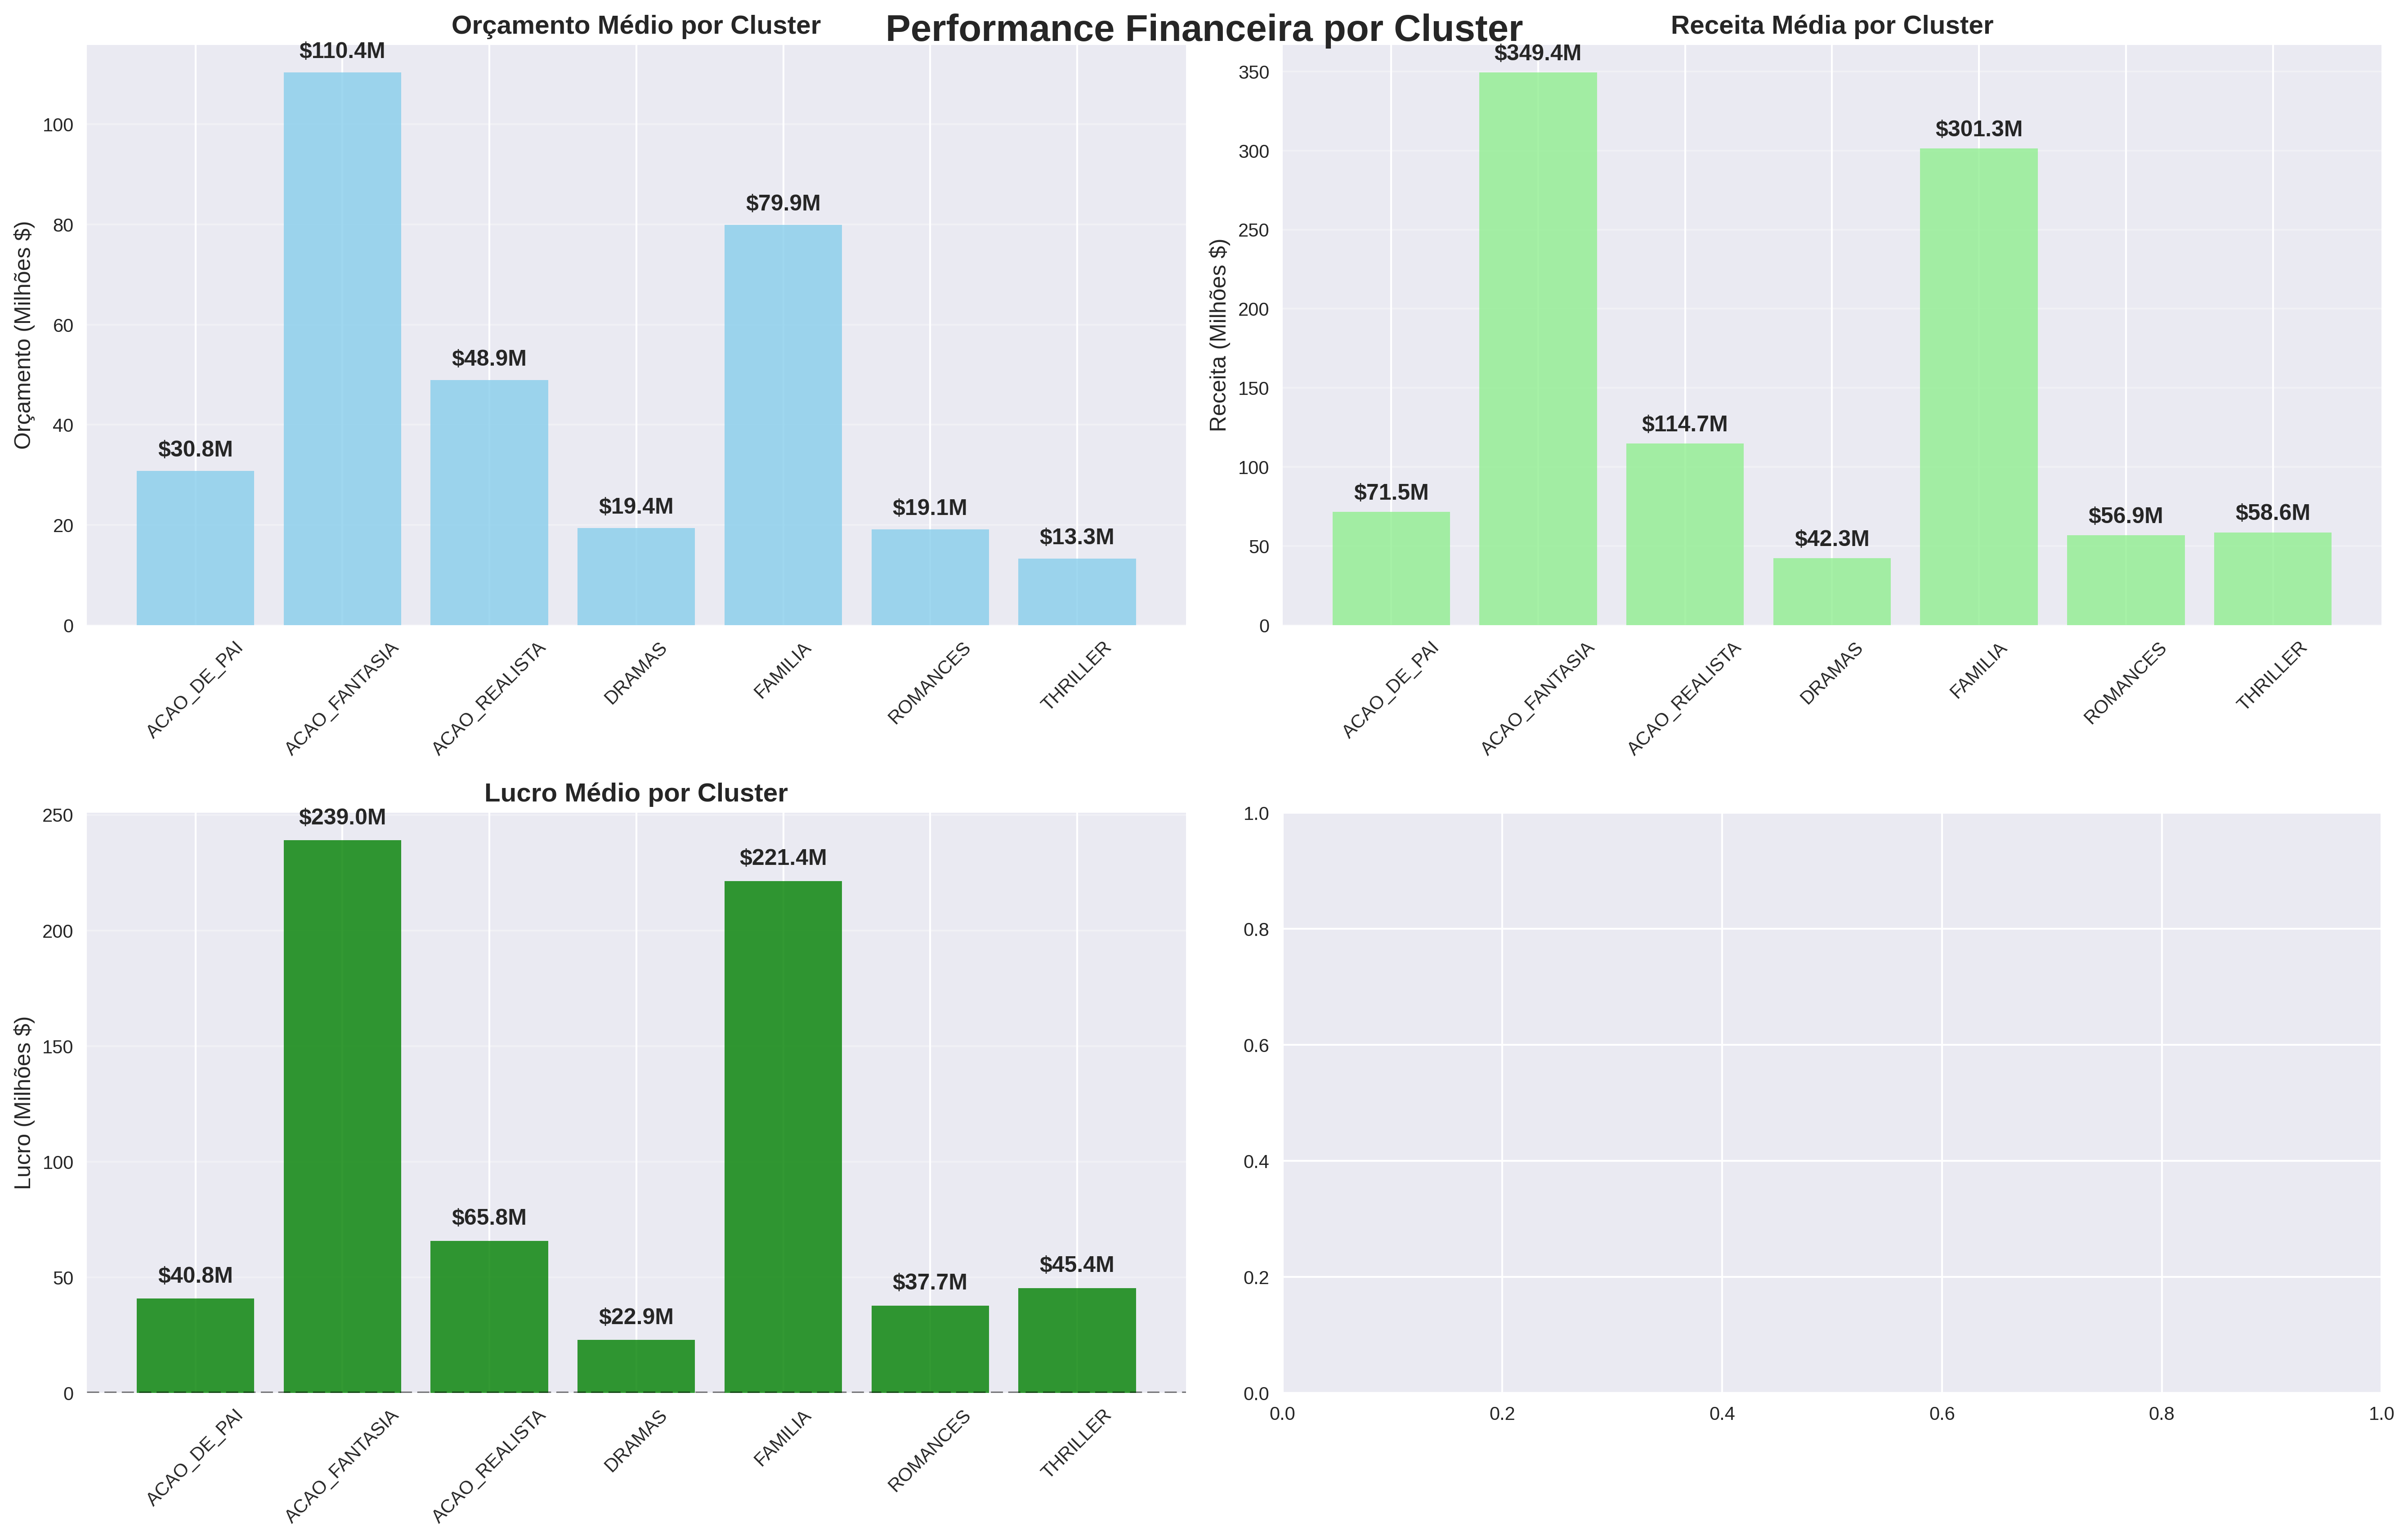 Performance Financeira por Cluster
Orçamento Médio por Cluster
Orçamento (Milhões $)
100
80
60
40
20
0
$30.8M
$110.4M
$48.9M
$19.4M
$79.9M
$19.1M
$13.3M
ACAO_DE_PAI
ACAO_FANTASIA
ACAO_REALISTA
DRAMAS
FAMILIA
ROMANCES
THRILLER
Receita Média por Cluster
Receita (Milhões $)
350
300
250
200
150
100
50
0
$71.5M
$349.4M
$114.7M
$42.3M
$301.3M
$56.9M
$58.6M
ACAO_DE_PAI
ACAO_FANTASIA
ACAO_REALISTA
DRAMAS
FAMILIA
ROMANCES
THRILLER
Lucro Médio por Cluster
Lucro (Milhões $)
250
200
150
100
50
0
$40.8M
$239.0M
$65.8M
$22.9M
$221.4M
$37.7M
$45.4M
ACAO_DE_PAI
ACAO_FANTASIA
ACAO_REALISTA
DRAMAS
FAMILIA
ROMANCES
THRILLER
1.0
0.8
0.6
0.4
0.2
0.0
0.0
0.2
0.4
0.6
0.8
1.0